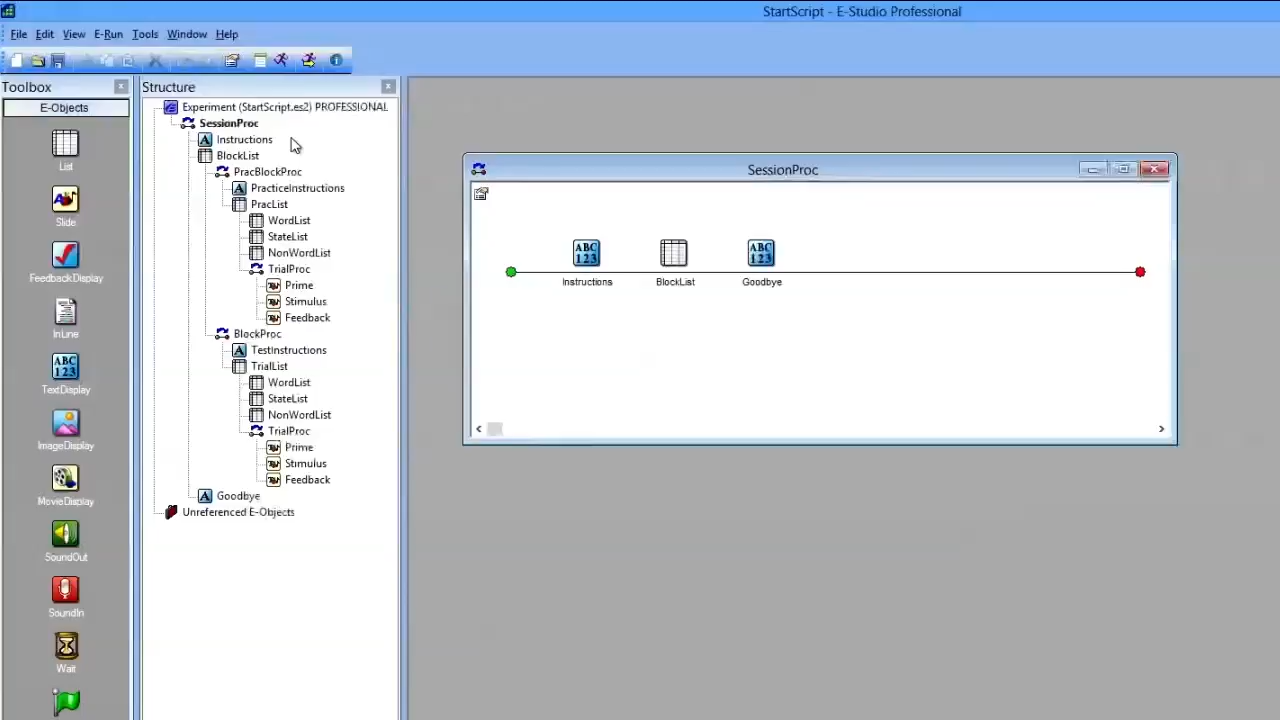 StartScript - E-Studio Professional
File Edit View E-Run Tools Window Help
Toolbox
E-Objects
List
Slide
FeedbackDisplay
InLine
ABC
123
TextDisplay
ImageDisplay
MovieDisplay
SoundOut
SoundIn
Wait
Structure
Experiment (StartScript.es2) PROFESSIONAL
SessionProc
A Instructions
BlockList
PracBlockProc
A PracticeInstructions
PracList
WordList
StateList
NonWordList
TrialProc
Prime
Stimulus
Feedback
BlockProc
A TestInstructions
TrialList
WordList
StateList
NonWordList
TrialProc
Prime
Stimulus
Feedback
A Goodbye
Unreferenced E-Objects
SessionProc
ABC
123
Instructions
BlockList
ABC
123
Goodbye